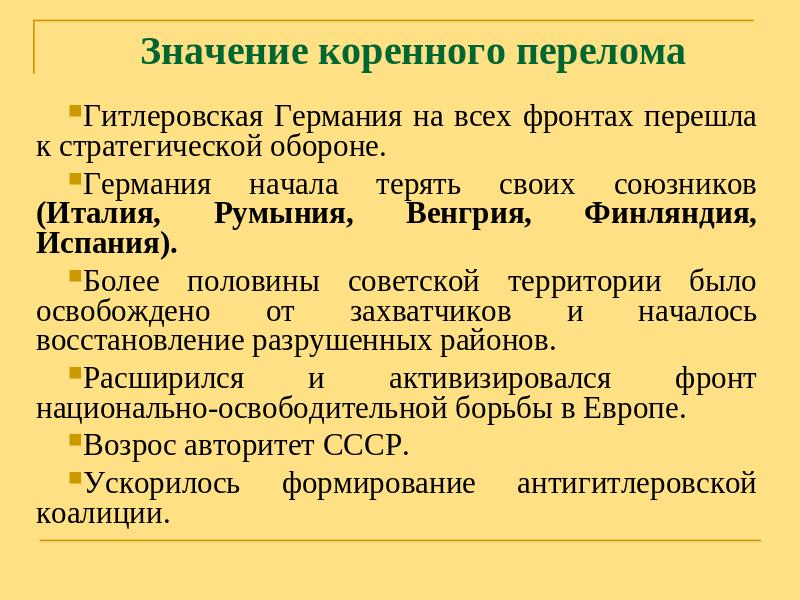 Значение коренного перелома
Гитлеровская Германия на всех фронтах перешла
к стратегической обороне.
Германия начала терять своих союзников
(Италия, Румыния, Венгрия, Финляндия,
Испания).
Более половины советской территории было
освобождено от захватчиков и началось
восстановление разрушенных районов.
Расширился и активизировался фронт
национально-освободительной борьбы в Европе.
Возрос авторитет СССР.
Ускорилось формирование антигитлеровской
коалиции.